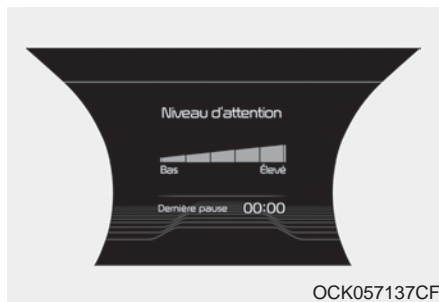 Niveau d'attention
Bas Élevé
Dernière pause 00:00
OCK057137CF